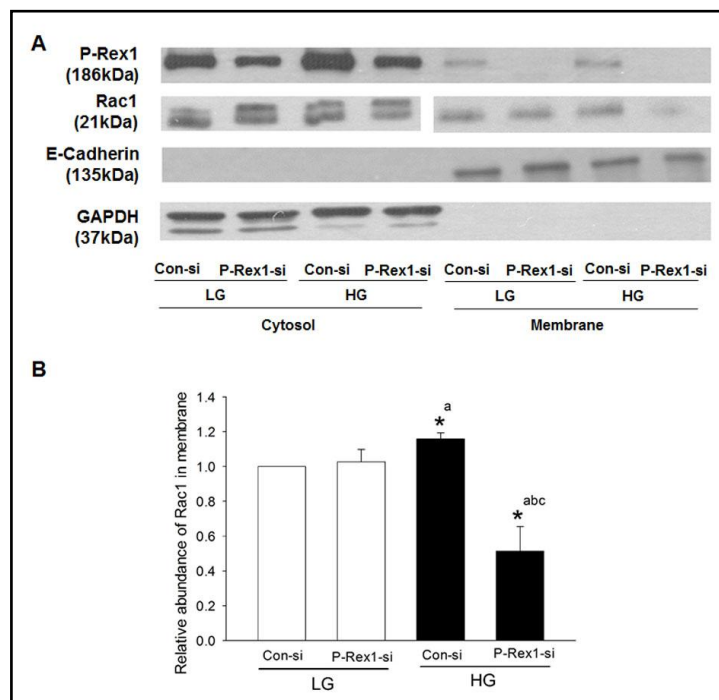 A
P-Rex1
(186kDa)
Rac1
(21kDa)
E-Cadherin
(135kDa)
GAPDH
(37kDa)
Con-si P-Rex1-si Con-si P-Rex1-si Con-si P-Rex1-si Con-si P-Rex1-si
LG HG LG HG
Cytosol Membrane
B
Relative abundance of Rac1 in membrane
1.4
1.2
1.0
0.8
0.6
0.4
0.2
0.0
* a
* abc
Con-si P-Rex1-si Con-si P-Rex1-si
LG HG